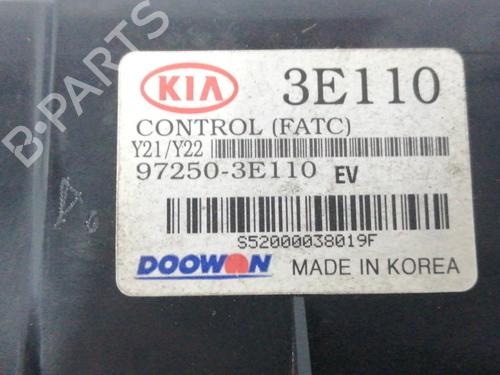 B-PARTS
KIA 3E110
CONTROL (FATC)
Y21/Y22
97250-3E110 EV
S52000038019F
DOOWON MADE IN KOREA